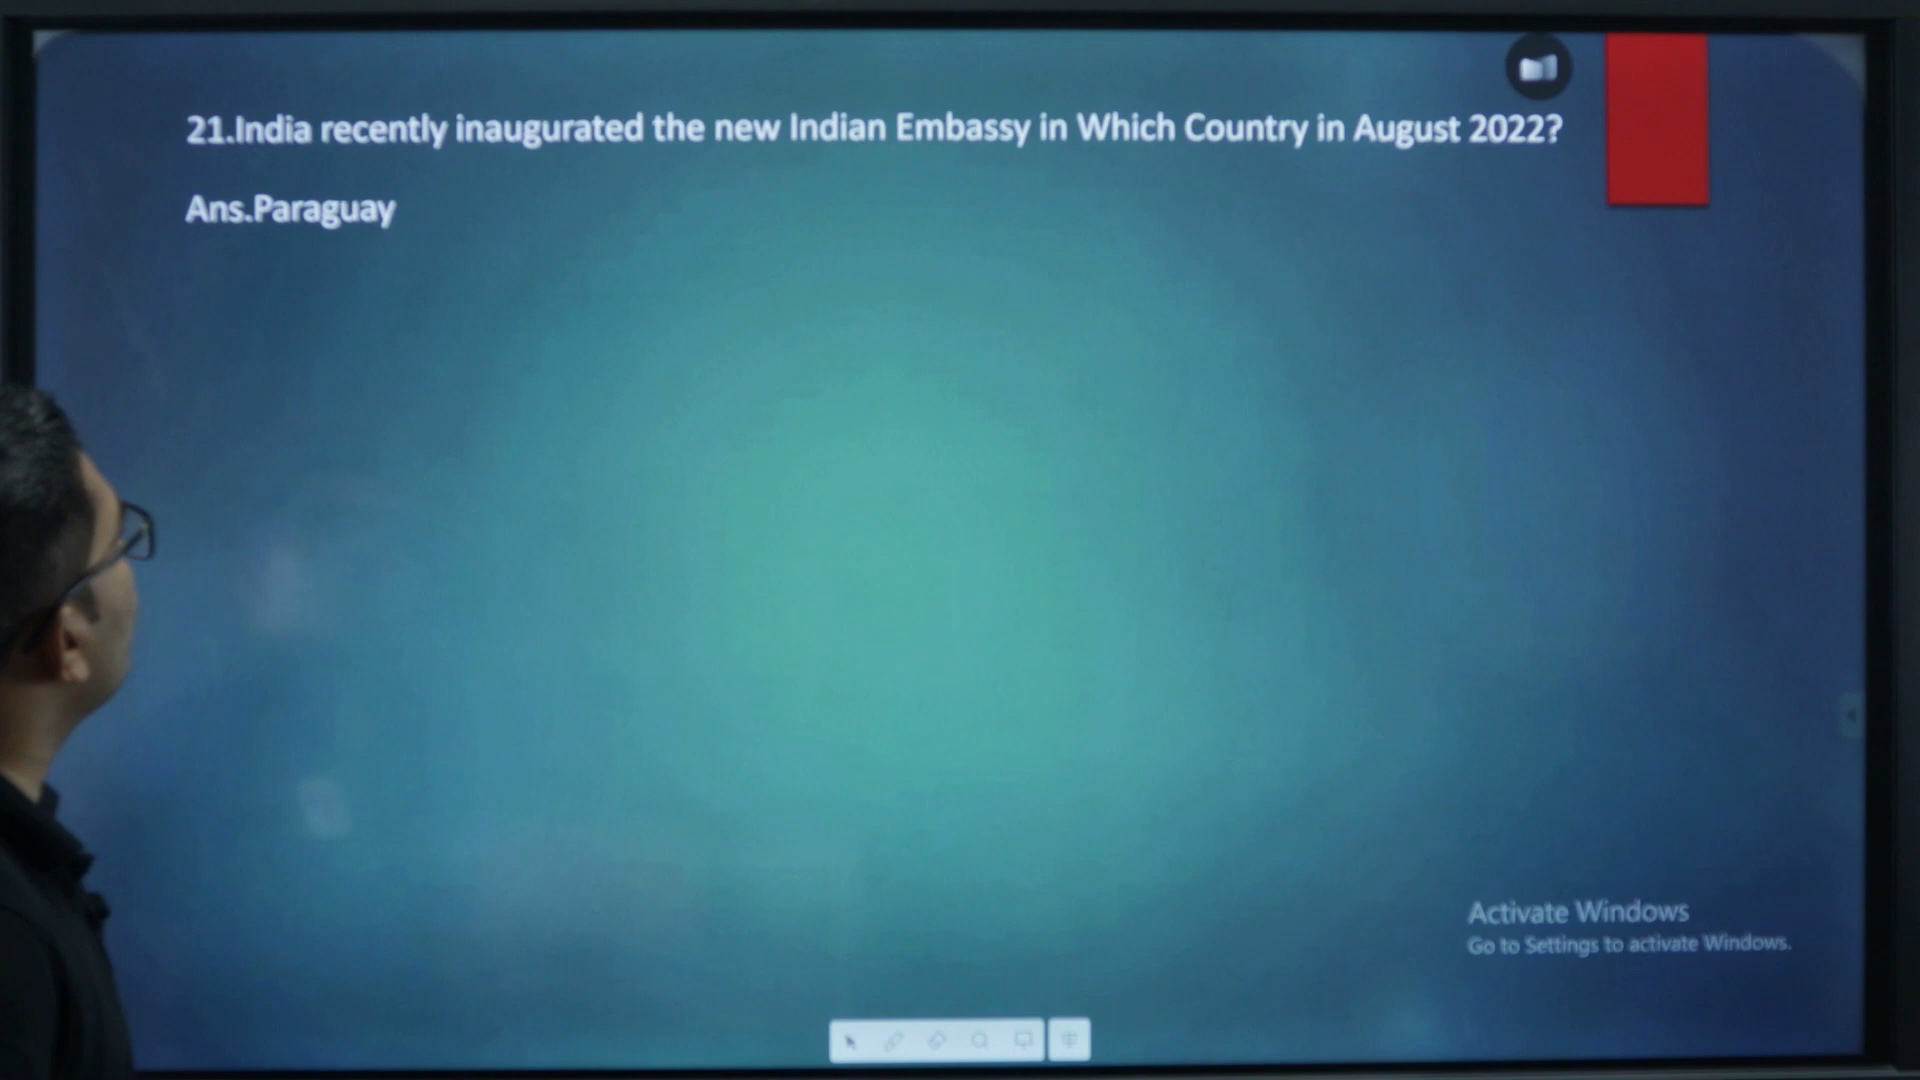 21.India recently inaugurated the new Indian Embassy in Which Country in August 2022?
Ans.Paraguay
Activate Windows
Go to Settings to activate Windows.